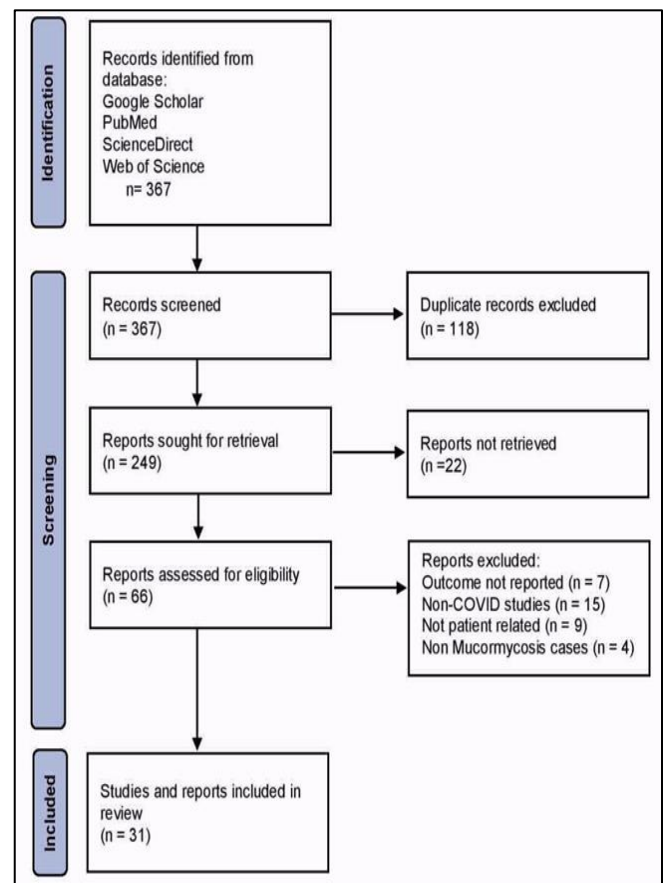 Identification
Records identified from
database:
Google Scholar
PubMed
ScienceDirect
Web of Science
n= 367
Screening
Records screened
(n = 367)
Duplicate records excluded
(n = 118)
Reports sought for retrieval
(n = 249)
Reports not retrieved
(n =22)
Reports assessed for eligibility
(n = 66)
Reports excluded:
Outcome not reported (n = 7)
Non-COVID studies (n = 15)
Not patient related (n = 9)
Non Mucormycosis cases (n = 4)
Included
Studies and reports included in
review
(n = 31)